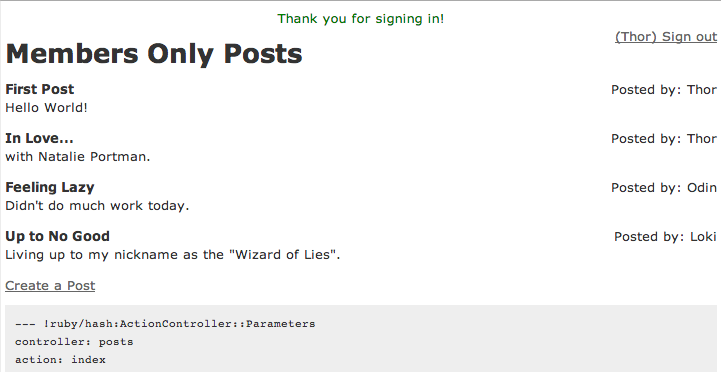 Thank you for signing in!
(Thor) Sign out
Members Only Posts
First Post Posted by: Thor
Hello World!
In Love... Posted by: Thor
with Natalie Portman.
Feeling Lazy Posted by: Odin
Didn't do much work today.
Up to No Good Posted by: Loki
Living up to my nickname as the "Wizard of Lies".
Create a Post
--- !ruby/hash:ActionController::Parameters
controller: posts
action: index